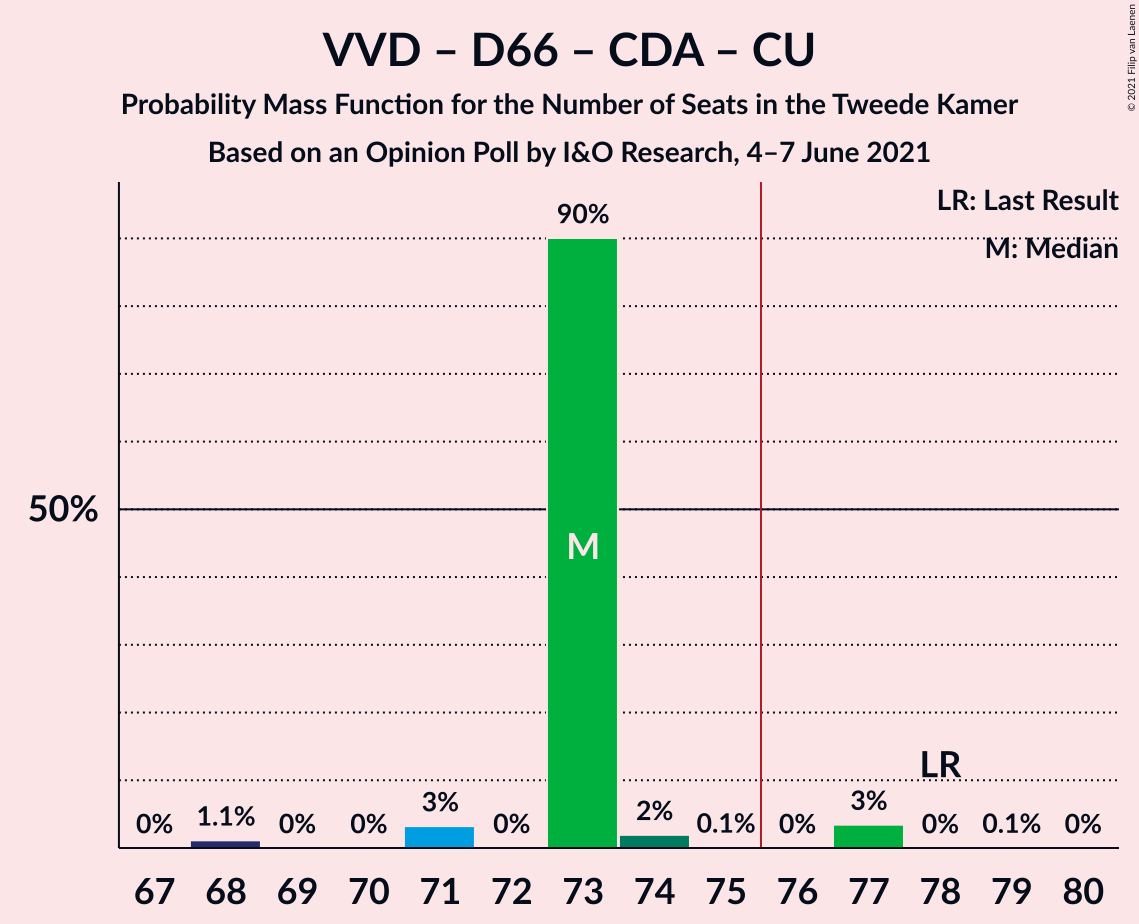 VVD – D66 – CDA – CU
Probability Mass Function for the Number of Seats in the Tweede Kamer
Based on an Opinion Poll by I&O Research, 4–7 June 2021
© 2021 Filip van Laenen
LR: Last Result
M: Median
90%
50%
M
LR
0% 1.1% 0% 0% 3% 0% 2% 0.1% 0% 3% 0% 0.1% 0%
67 68 69 70 71 72 73 74 75 76 77 78 79 80